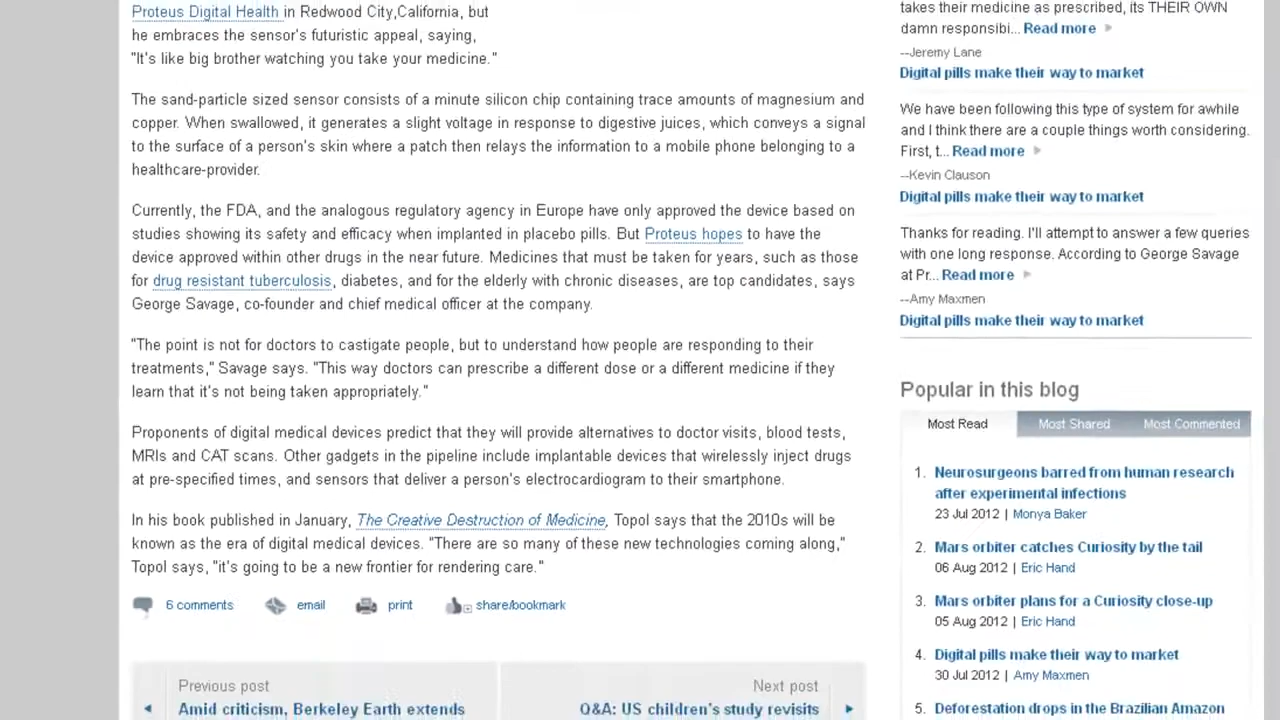 Proteus Digital Health in Redwood City,California, but
he embraces the sensor's futuristic appeal, saying,
"It's like big brother watching you take your medicine."
The sand-particle sized sensor consists of a minute silicon chip containing trace amounts of magnesium and
copper. When swallowed, it generates a slight voltage in response to digestive juices, which conveys a signal
to the surface of a person's skin where a patch then relays the information to a mobile phone belonging to a
healthcare-provider.
Currently, the FDA, and the analogous regulatory agency in Europe have only approved the device based on
studies showing its safety and efficacy when implanted in placebo pills. But Proteus hopes to have the
device approved within other drugs in the near future. Medicines that must be taken for years, such as those
for drug resistant tuberculosis, diabetes, and for the elderly with chronic diseases, are top candidates, says
George Savage, co-founder and chief medical officer at the company.
"The point is not for doctors to castigate people, but to understand how people are responding to their
treatments," Savage says. "This way doctors can prescribe a different dose or a different medicine if they
learn that it's not being taken appropriately."
Proponents of digital medical devices predict that they will provide alternatives to doctor visits, blood tests,
MRIs and CAT scans. Other gadgets in the pipeline include implantable devices that wirelessly inject drugs
at pre-specified times, and sensors that deliver a person's electrocardiogram to their smartphone.
In his book published in January, The Creative Destruction of Medicine, Topol says that the 2010s will be
known as the era of digital medical devices. "There are so many of these new technologies coming along,"
Topol says, "it's going to be a new frontier for rendering care."
6 comments email print share/bookmark
Previous post
Amid criticism, Berkeley Earth extends
Next post
Q&A: US children's study revisits
takes their medicine as prescribed, its THEIR OWN
damn responsibi... Read more
--Jeremy Lane
Digital pills make their way to market
We have been following this type of system for awhile
and I think there are a couple things worth considering.
First, t... Read more
--Kevin Clauson
Digital pills make their way to market
Thanks for reading. I'll attempt to answer a few queries
with one long response. According to George Savage
at Pr... Read more
--Amy Maxmen
Digital pills make their way to market
Popular in this blog
Most Read Most Shared Most Commented
1. Neurosurgeons barred from human research
after experimental infections
23 Jul 2012 | Monya Baker
2. Mars orbiter catches Curiosity by the tail
06 Aug 2012 | Eric Hand
3. Mars orbiter plans for a Curiosity close-up
05 Aug 2012 | Eric Hand
4. Digital pills make their way to market
30 Jul 2012 | Amy Maxmen
5. Deforestation drops in the Brazilian Amazon